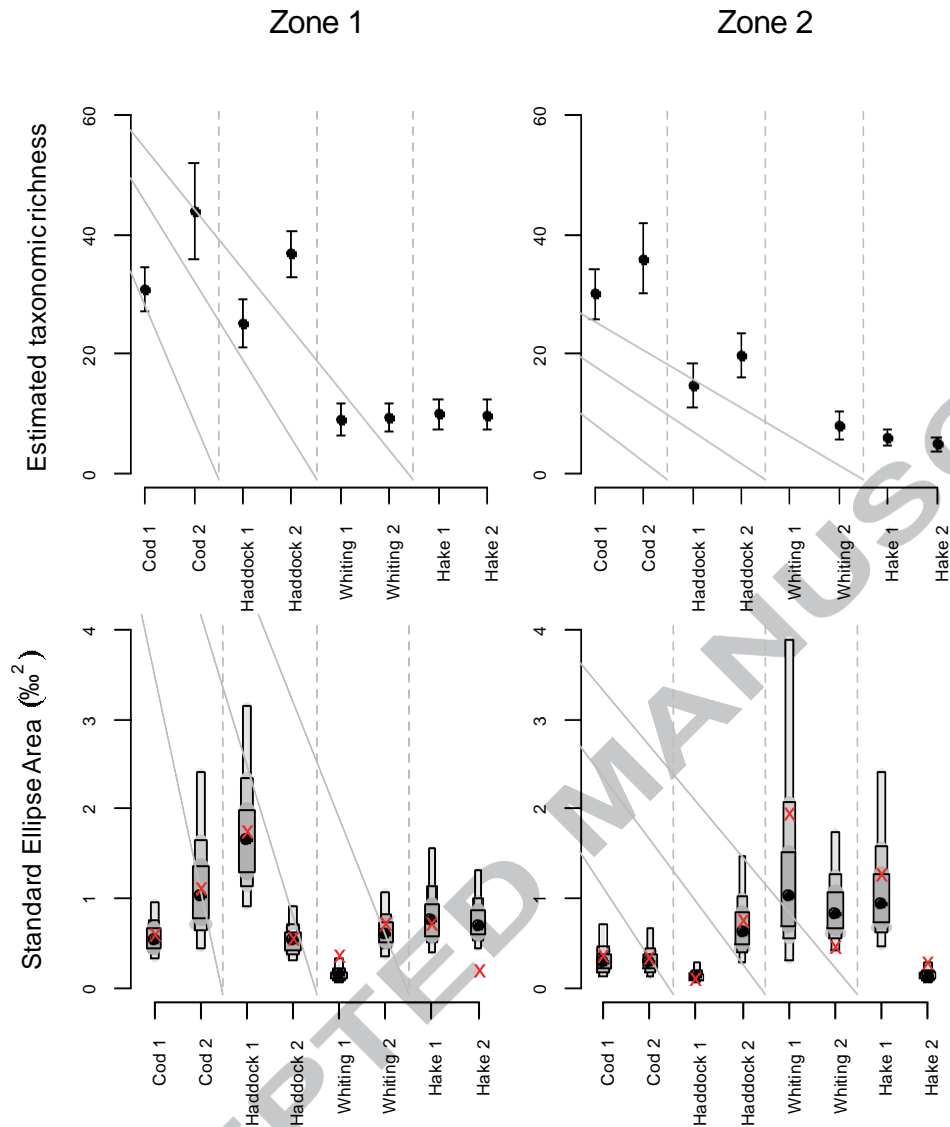 Zone 1 Zone 2
Estimated taxonomic richness
60
40
20
0
Cod 1
Cod 2
Haddock 1
Haddock 2
Whiting 1
Whiting 2
Hake 1
Hake 2
60
40
20
0
Cod 1
Cod 2
Haddock 1
Haddock 2
Whiting 1
Whiting 2
Hake 1
Hake 2
Standard Ellipse Area (‰²)
4
3
2
1
0
Cod 1
Cod 2
Haddock 1
Haddock 2
Whiting 1
Whiting 2
Hake 1
Hake 2
4
3
2
1
0
Cod 1
Cod 2
Haddock 1
Haddock 2
Whiting 1
Whiting 2
Hake 1
Hake 2
PTED MANUSC